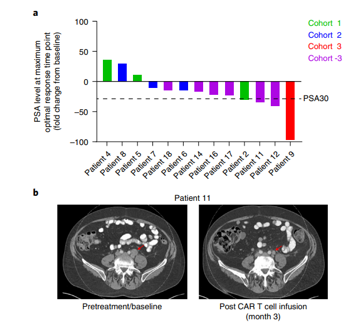 a
PSA level at maximum
optimal response time point
(fold change from baseline)
100
50
0
−50
−100
Cohort 1
Cohort 2
Cohort 3
Cohort -3
PSA30
Patient 4
Patient 8
Patient 5
Patient 7
Patient 18
Patient 6
Patient 14
Patient 16
Patient 17
Patient 2
Patient 11
Patient 12
Patient 9
b
Patient 11
Pretreatment/baseline
Post CAR T cell infusion
(month 3)